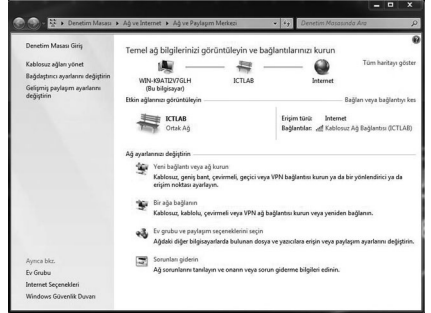 Denetim Masası ▸ Ağ ve Internet ▸ Ağ ve Paylaşım Merkezi
Denetim Masasında Ara
Denetim Masası Giriş
Kablosuz ağları yönet
Bağdaştırıcı ayarlarını değiştirin
Gelişmiş paylaşım ayarlarını
değiştirin
Temel ağ bilgilerinizi görüntüleyin ve bağlantılarınızı kurun
Tüm haritayı göster
WIN-K9ATI2V7GLH
(Bu bilgisayar)
ICTLAB
Internet
Etkin ağlarınızı görüntüleyin
Bağlan veya bağlantıyı kes
ICTLAB
Ortak Ağ
Erişim türü: Internet
Bağlantılar: Kablosuz Ağ Bağlantısı (ICTLAB)
Ağ ayarlarınızı değiştirin
Yeni bağlantı veya ağ kurun
Kablosuz, geniş bant, çevirmeli, geçici veya VPN bağlantısı kurun ya da bir yönlendirici ya da
erişim noktası ayarlayın.
Bir ağa bağlanın
Kablosuz, kablolu, çevirmeli veya VPN ağ bağlantısı kurun veya yeniden bağlanın.
Ev grubu ve paylaşım seçeneklerini seçin
Ağdaki diğer bilgisayarlarda bulunan dosya ve yazıcılara erişin veya paylaşım ayarlarını değiştirin.
Sorunları giderin
Ağ sorunlarını tanılayın ve onarın veya sorun giderme bilgileri edinin.
Ayrıca bkz.
Ev Grubu
Internet Seçenekleri
Windows Güvenlik Duvarı